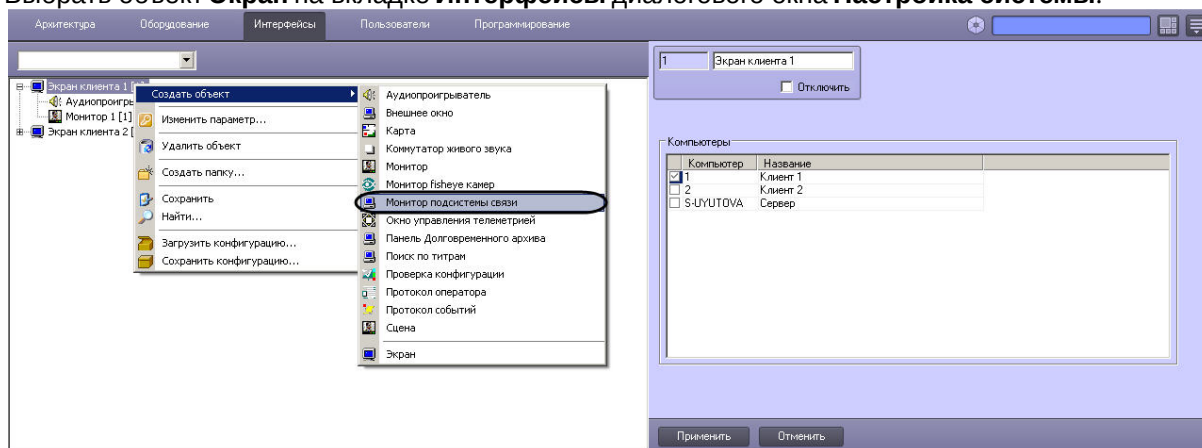 Выбрать объект Экран на вкладке Интерфейсы диалогового окна Настройка системы.
Архитектура Оборудование Интерфейсы Пользователи Программирование
Экран клиента 1
Аудиопроигры
Монитор 1 [1]
Экран клиента 2 [
Создать объект
Изменить параметр...
Удалить объект
Создать папку...
Сохранить
Найти...
Загрузить конфигурацию...
Сохранить конфигурацию...
Аудиопроигрыватель
Внешнее окно
Карта
Коммутатор живого звука
Монитор
Монитор fisheye камер
Монитор подсистемы связи
Окно управления телеметрией
Панель Долговременного архива
Поиск по титрам
Проверка конфигурации
Протокол оператора
Протокол событий
Сцена
Экран
1 Экран клиента 1
Отключить
Компьютеры
Компьютер Название
1 Клиент 1
2 Клиент 2
S-UYUTOVA Сервер
Применить Отменить